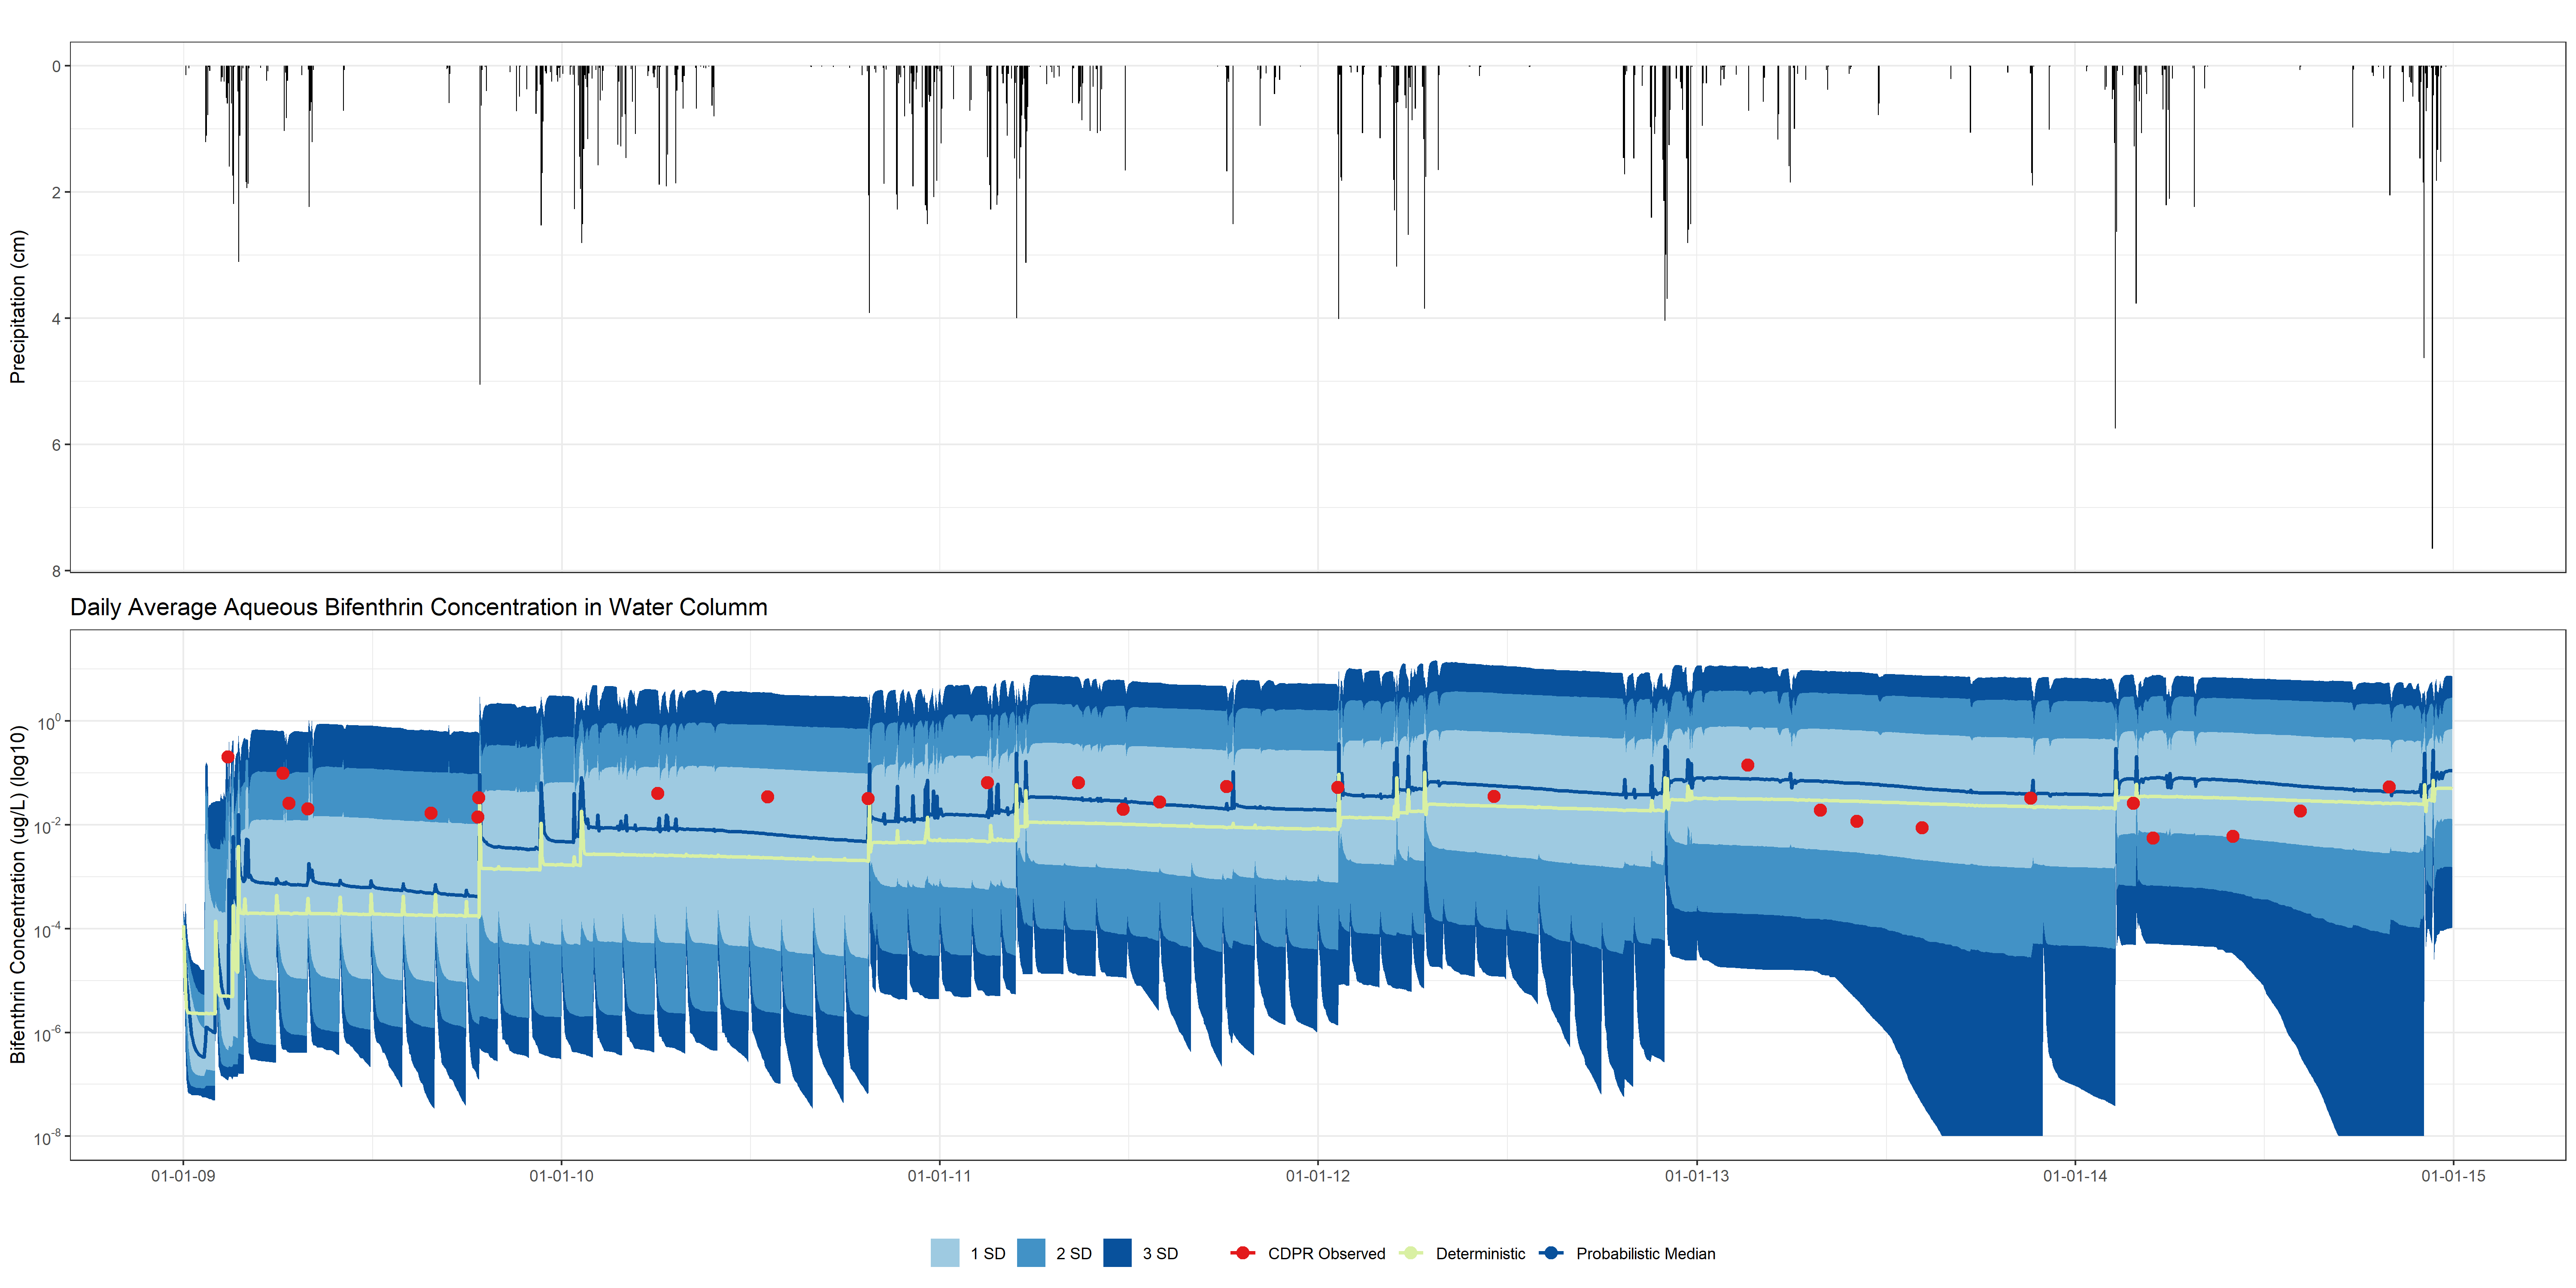 0
2
4
6
8
Precipitation (cm)
Daily Average Aqueous Bifenthrin Concentration in Water Columm
10^0
10^-2
10^-4
10^-6
10^-8
Bifenthrin Concentration (ug/L) (log10)
01-01-09 01-01-10 01-01-11 01-01-12 01-01-13 01-01-14 01-01-15
1 SD 2 SD 3 SD CDPR Observed Deterministic Probabilistic Median